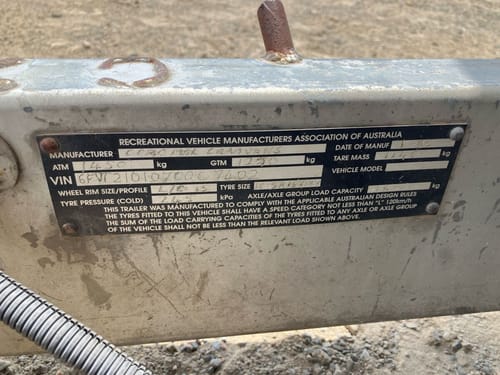 RECREATIONAL VEHICLE MANUFACTURERS ASSOCIATION OF AUSTRALIA
MANUFACTURER DATE OF MANUF
ATM kg GTM kg TARE MASS kg
VIN VEHICLE MODEL
WHEEL RIM SIZE/PROFILE TYRE SIZE
TYRE PRESSURE (COLD) kPa AXLE/AXLE GROUP LOAD CAPACITY kg
THIS TRAILER WAS MANUFACTURED TO COMPLY WITH THE APPLICABLE AUSTRALIAN DESIGN RULES
THE TYRES FITTED TO THIS VEHICLE SHALL HAVE A SPEED CATEGORY NOT LESS THAN "L" 120km/h
THE SUM OF THE LOAD CARRYING CAPACITIES OF THE TYRES FITTED TO ANY AXLE OR AXLE GROUP
OF THE VEHICLE SHALL NOT BE LESS THAN THE RELEVANT LOAD SHOWN ABOVE.